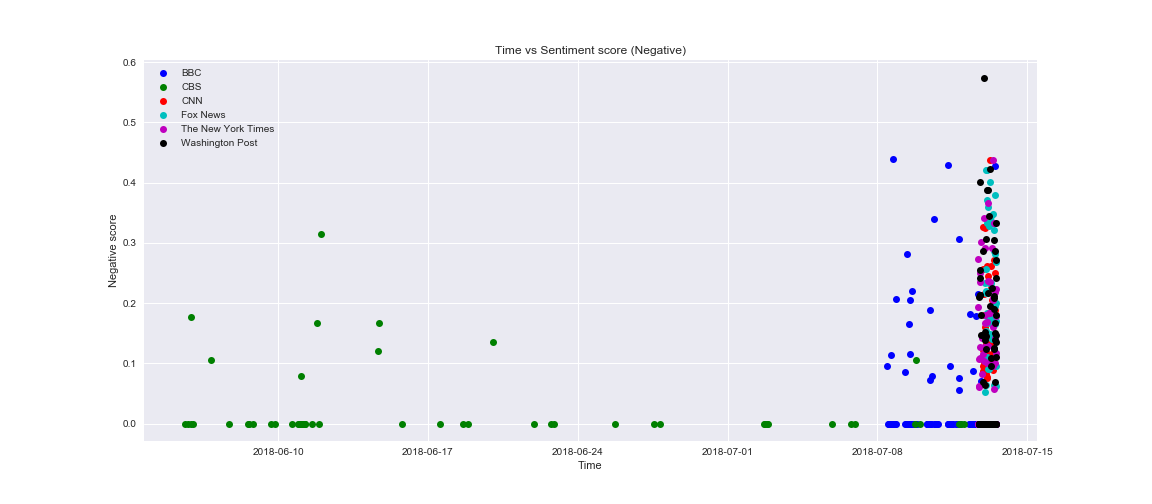 Time vs Sentiment score (Negative)
BBC
CBS
CNN
Fox News
The New York Times
Washington Post
0.6
0.5
0.4
0.3
0.2
0.1
0.0
Negative score
2018-06-10
2018-06-17
2018-06-24
2018-07-01
2018-07-08
2018-07-15
Time